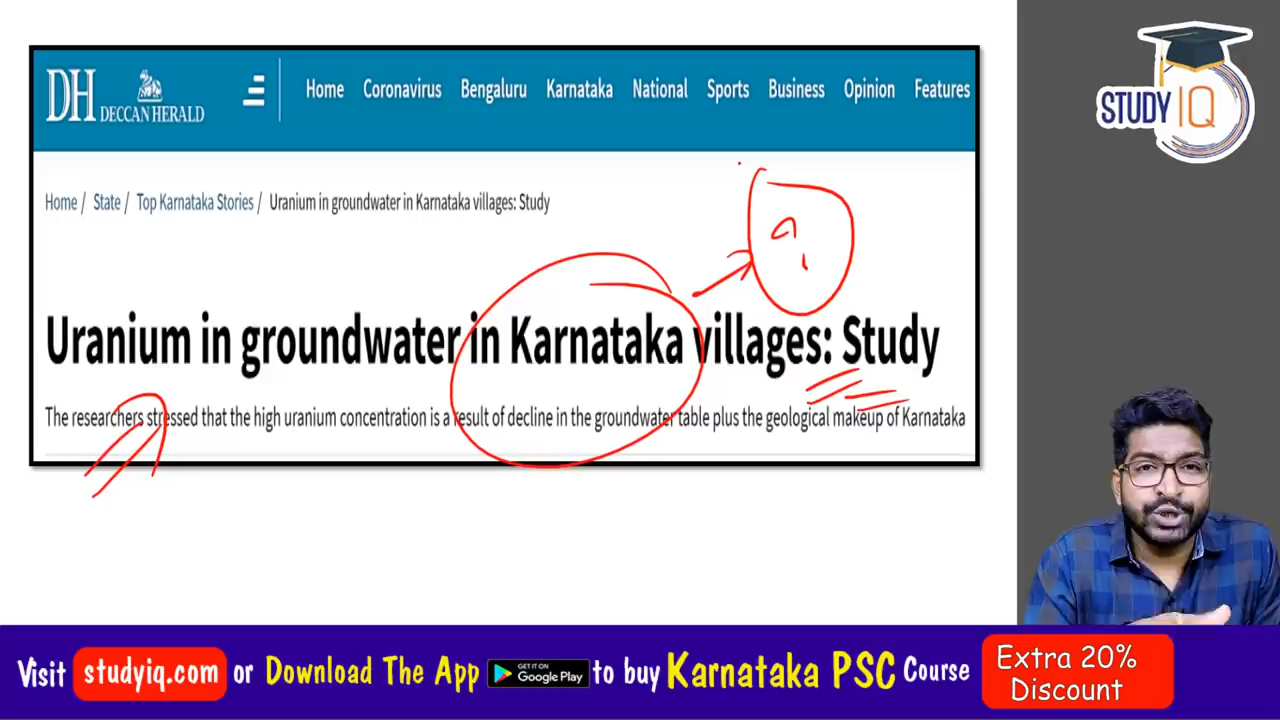 DH DECCAN HERALD
Home Coronavirus Bengaluru Karnataka National Sports Business Opinion Features
STUDY IQ
Home / State / Top Karnataka Stories / Uranium in groundwater in Karnataka villages: Study
Uranium in groundwater in Karnataka villages: Study
The researchers stressed that the high uranium concentration is a result of decline in the groundwater table plus the geological makeup of Karnataka
Visit studyiq.com or Download The App GET IT ON Google Play to buy Karnataka PSC Course
Extra 20%
Discount